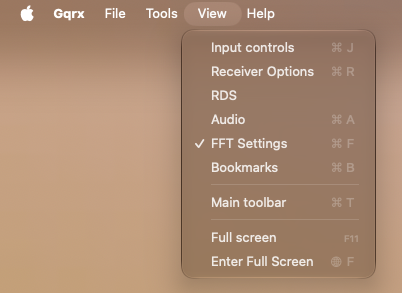 Gqrx File Tools View Help
Input controls ⌘ J
Receiver Options ⌘ R
RDS
Audio ⌘ A
✓ FFT Settings ⌘ F
Bookmarks ⌘ B
Main toolbar ⌘ T
Full screen F11
Enter Full Screen 🌐 F